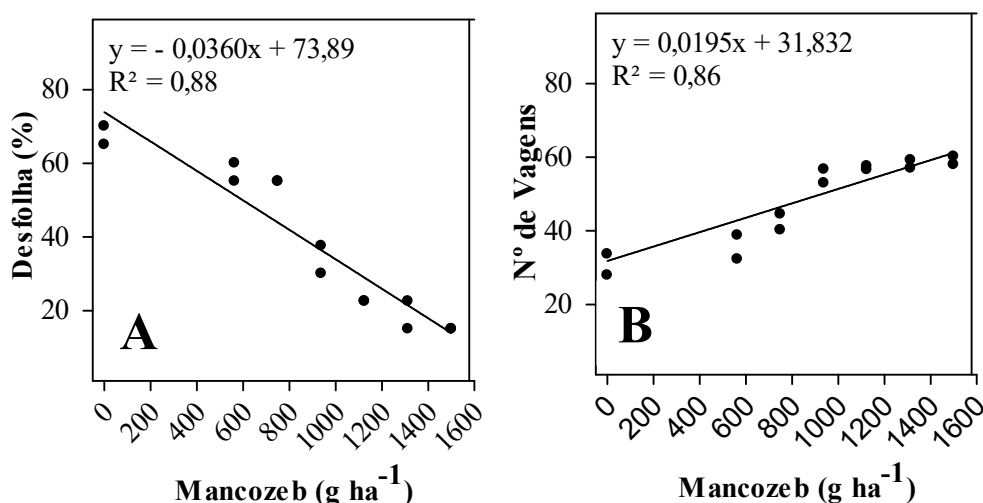 y = - 0,0360x + 73,89
R² = 0,88
80
60
40
20
Desfolha (%)
A
0 200 400 600 800 1000 1200 1400 1600
Mancozeb (g ha⁻¹)
y = 0,0195x + 31,832
R² = 0,86
80
60
40
20
Nº de Vagens
B
0 200 400 600 800 1000 1200 1400 1600
Mancozeb (g ha⁻¹)